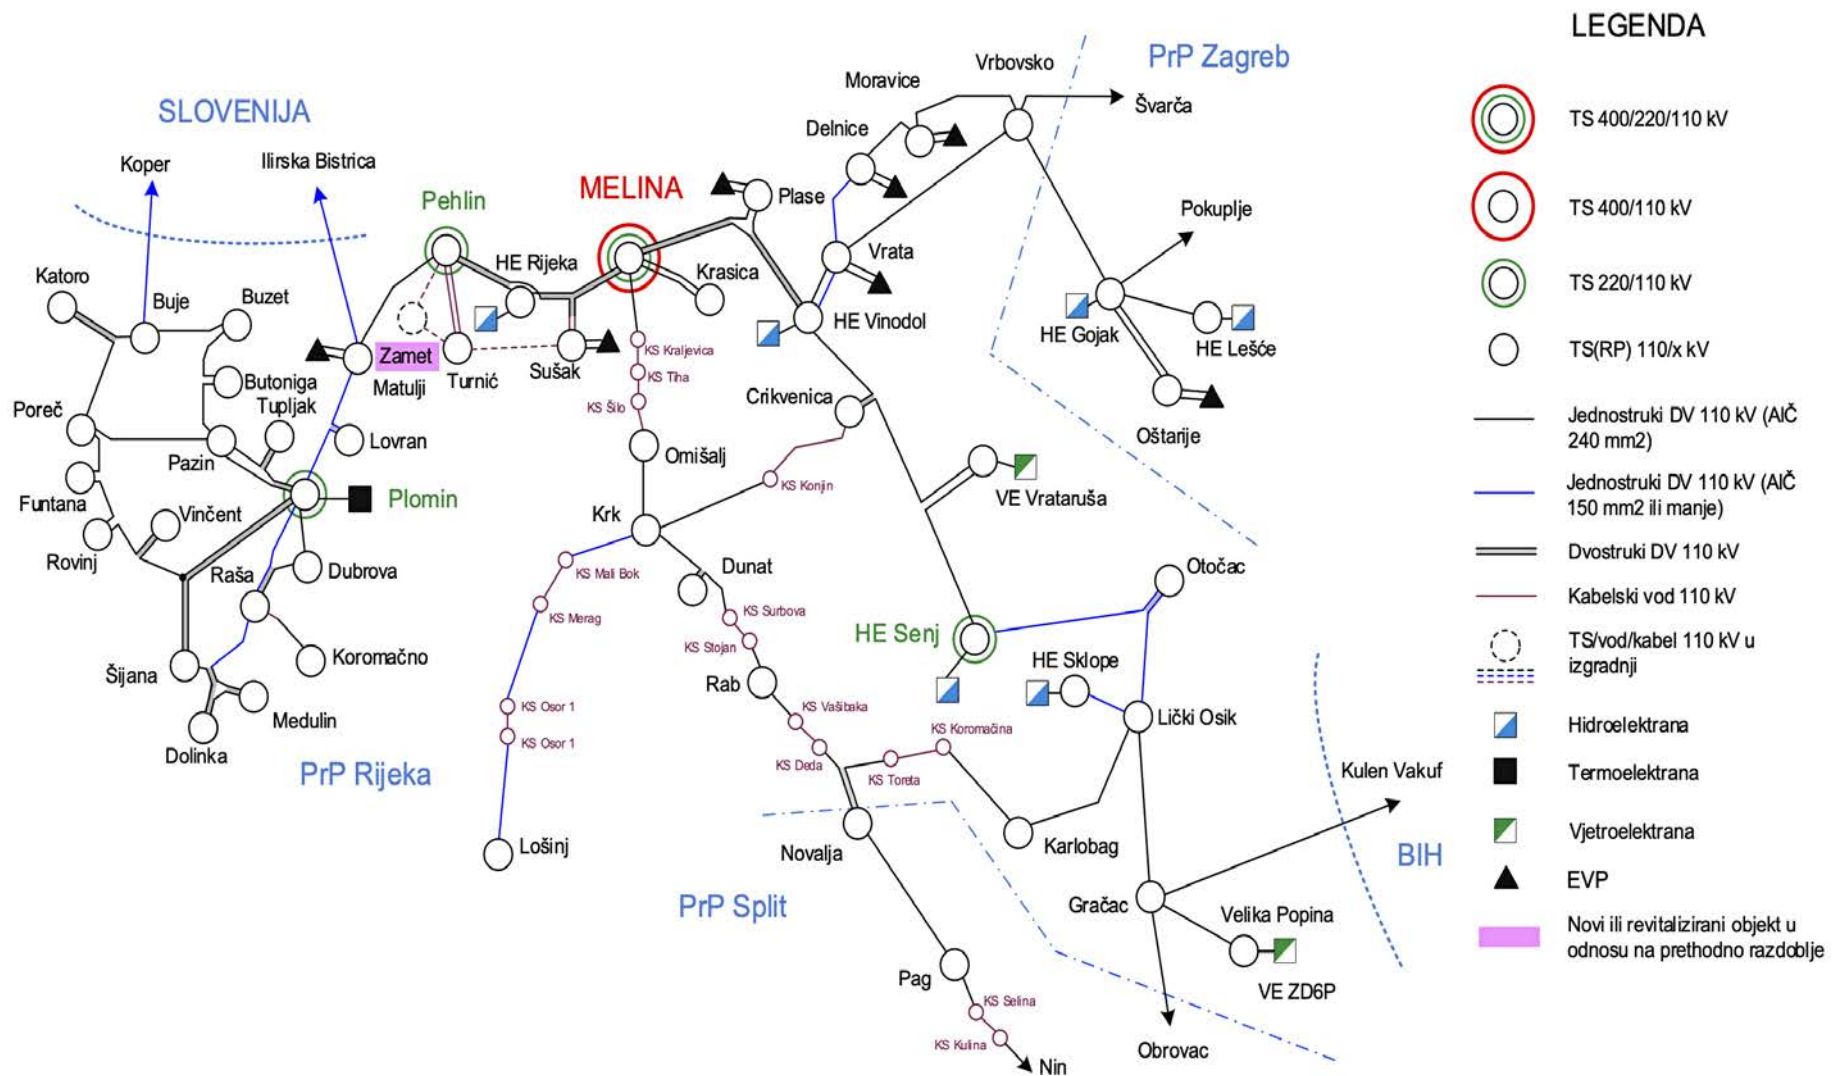 LEGENDA
TS 400/220/110 kV
TS 400/110 kV
TS 220/110 kV
TS(RP) 110/x kV
Jednostruki DV 110 kV (AlČ
240 mm2)
Jednostruki DV 110 kV (AlČ
150 mm2 ili manje)
Dvostruki DV 110 kV
Kabelski vod 110 kV
TS/vod/kabel 110 kV u
izgradnji
Hidroelektrana
Termoelektrana
Vjetroelektrana
EVP
Novi ili revitalizirani objekt u
odnosu na prethodno razdoblje
SLOVENIJA
Koper
Ilirska Bistrica
Pehlin
MELINA
Moravice
Vrbovsko
PrP Zagreb
Švarča
Delnice
Plase
Pokuplje
Katoro
Buje
Buzet
HE Rijeka
Krasica
Vrata
HE Vinodol
HE Gojak
HE Lešće
Zamet
Matulji
Turnić
Sušak
KS Kraljevica
KS Tiha
KS Šilo
Butoniga
Tupljak
Poreč
Pazin
Lovran
Omišalj
Crikvenica
Oštarije
Funtana
Vinčent
Plomin
KS Konjin
VE Vrataruša
Krk
Rovinj
Raša
Dubrova
KS Mali Bok
Dunat
Otočac
KS Merag
KS Surbova
KS Stojan
HE Senj
Koromačno
Šijana
Rab
HE Sklope
Medulin
Dolinka
KS Osor 1
KS Osor 1
KS Vašibaka
KS Deda
KS Koromačina
KS Toreta
Lički Osik
PrP Rijeka
Kulen Vakuf
Lošinj
Novalja
Karlobag
BIH
PrP Split
Gračac
Velika Popina
VE ZD6P
Pag
KS Selina
KS Kulina
Nin
Obrovac